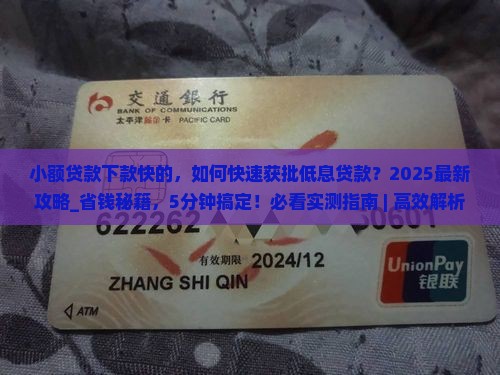 交通銀行
BANK OF COMMUNICATIONS
太平洋 卡 PACIFIC CARD
小额贷款下款快的，如何快速获批低息贷款？2025最新
攻略_省钱秘籍，5分钟搞定！必看实测指南 | 高效解析
622262
有效期限 2024/12
ZHANG SHI QIN
ATM
UnionPay
银联